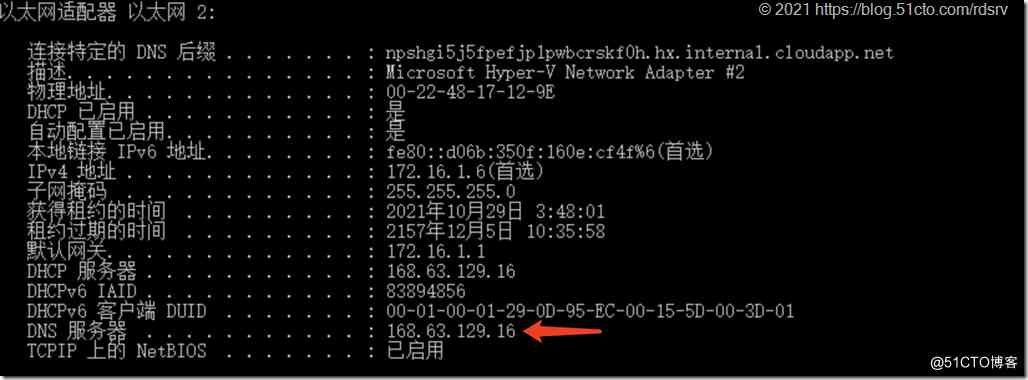 © 2021 https://blog.51cto.com/rdsrv
以太网适配器 以太网 2:
连接特定的 DNS 后缀 . . . . . . . : npshgi5j5fpefjp1pwbcrskf0h.hx.internal.cloudapp.net
描述. . . . . . . . . . . . . . . : Microsoft Hyper-V Network Adapter #2
物理地址. . . . . . . . . . . . . : 00-22-48-17-12-9E
DHCP 已启用 . . . . . . . . . . . : 是
自动配置已启用. . . . . . . . . . : 是
本地链接 IPv6 地址. . . . . . . . : fe80::d06b:350f:160e:cf4f%6(首选)
IPv4 地址 . . . . . . . . . . . . : 172.16.1.6(首选)
子网掩码 . . . . . . . . . . . . : 255.255.255.0
获得租约的时间 . . . . . . . . . : 2021年10月29日 3:48:01
租约过期的时间 . . . . . . . . . : 2157年12月5日 10:35:58
默认网关. . . . . . . . . . . . . : 172.16.1.1
DHCP 服务器 . . . . . . . . . . . : 168.63.129.16
DHCPv6 IAID . . . . . . . . . . . : 83894856
DHCPv6 客户端 DUID . . . . . . . : 00-01-00-01-29-0D-95-EC-00-15-5D-00-3D-01
DNS 服务器 . . . . . . . . . . . : 168.63.129.16
TCPIP 上的 NetBIOS . . . . . . . : 已启用
@51CTO博客